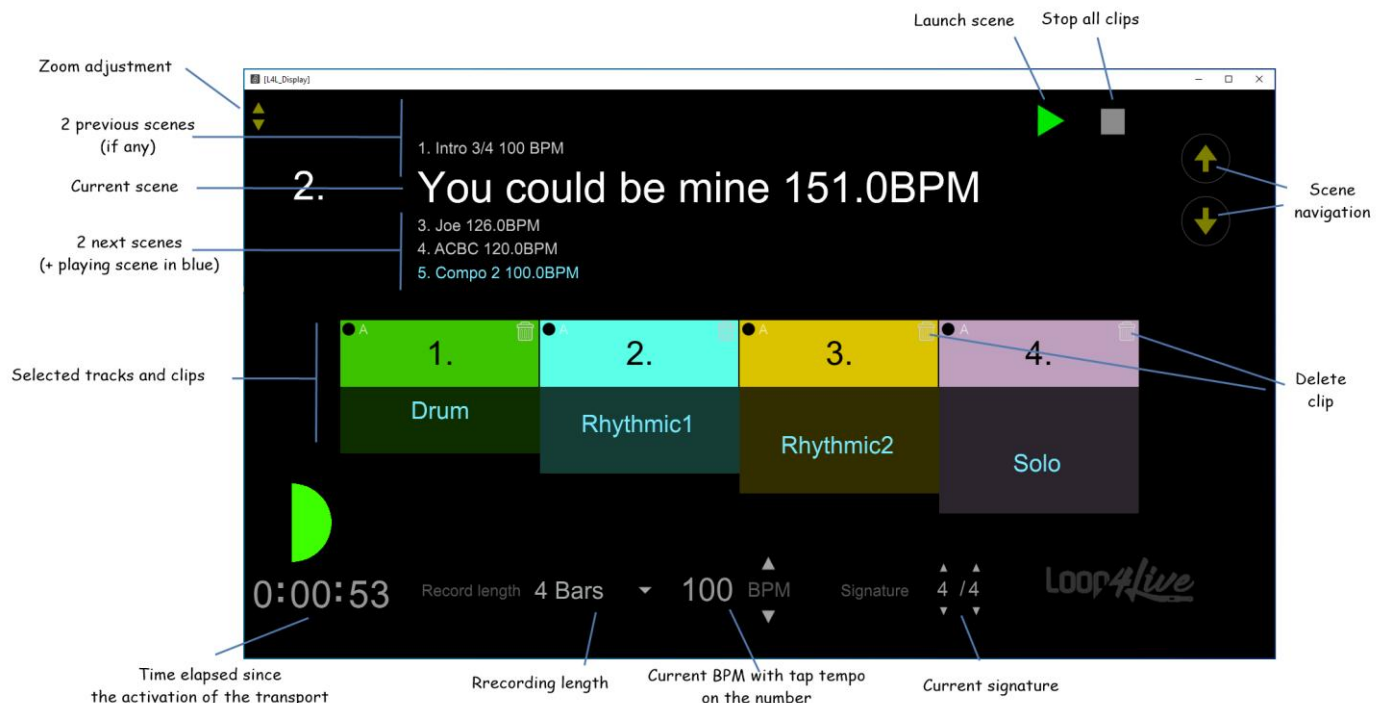 Launch scene
Stop all clips
Zoom adjustment
[L4L_Display]
2 previous scenes
(if any)
1. Intro 3/4 100 BPM
Current scene
2.
You could be mine 151.0BPM
Scene
navigation
3. Joe 126.0BPM
2 next scenes
(+ playing scene in blue)
4. ACBC 120.0BPM
5. Compo 2 100.0BPM
A
1.
A
2.
A
3.
A
4.
Selected tracks and clips
Delete
clip
Drum
Rhythmic1
Rhythmic2
Solo
0:00:53
Record length
4 Bars
100
BPM
Signature
4 /4
Loop4Live
Time elapsed since
the activation of the transport
Rrecording length
Current BPM with tap tempo
on the number
Current signature